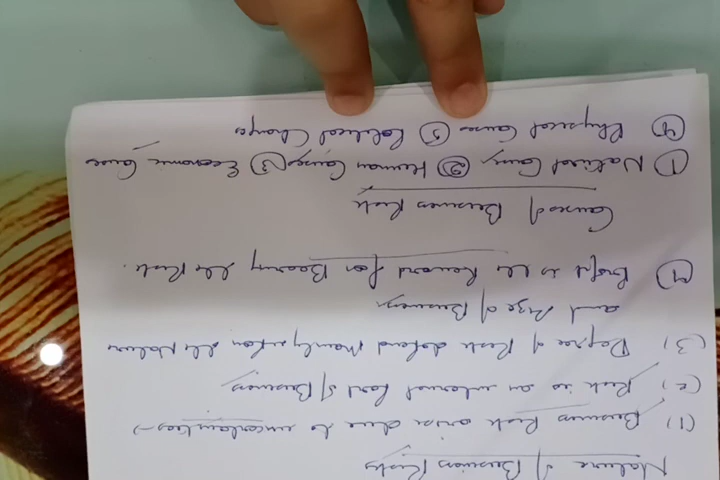 Nature of Business Risks
(1) Business Risk arise due to uncertainties →
(2) Risk is an internal Part of Business
(3) Degree of Risk depend Mainly upon the Nature
and Size of Business
(4) Profit is the Reward for Bearing the Risk.
Causes of Business Risk
(1) Natural Causes (2) Human Causes (3) Economic Cause
(4) Physical Causes (5) Political Changes